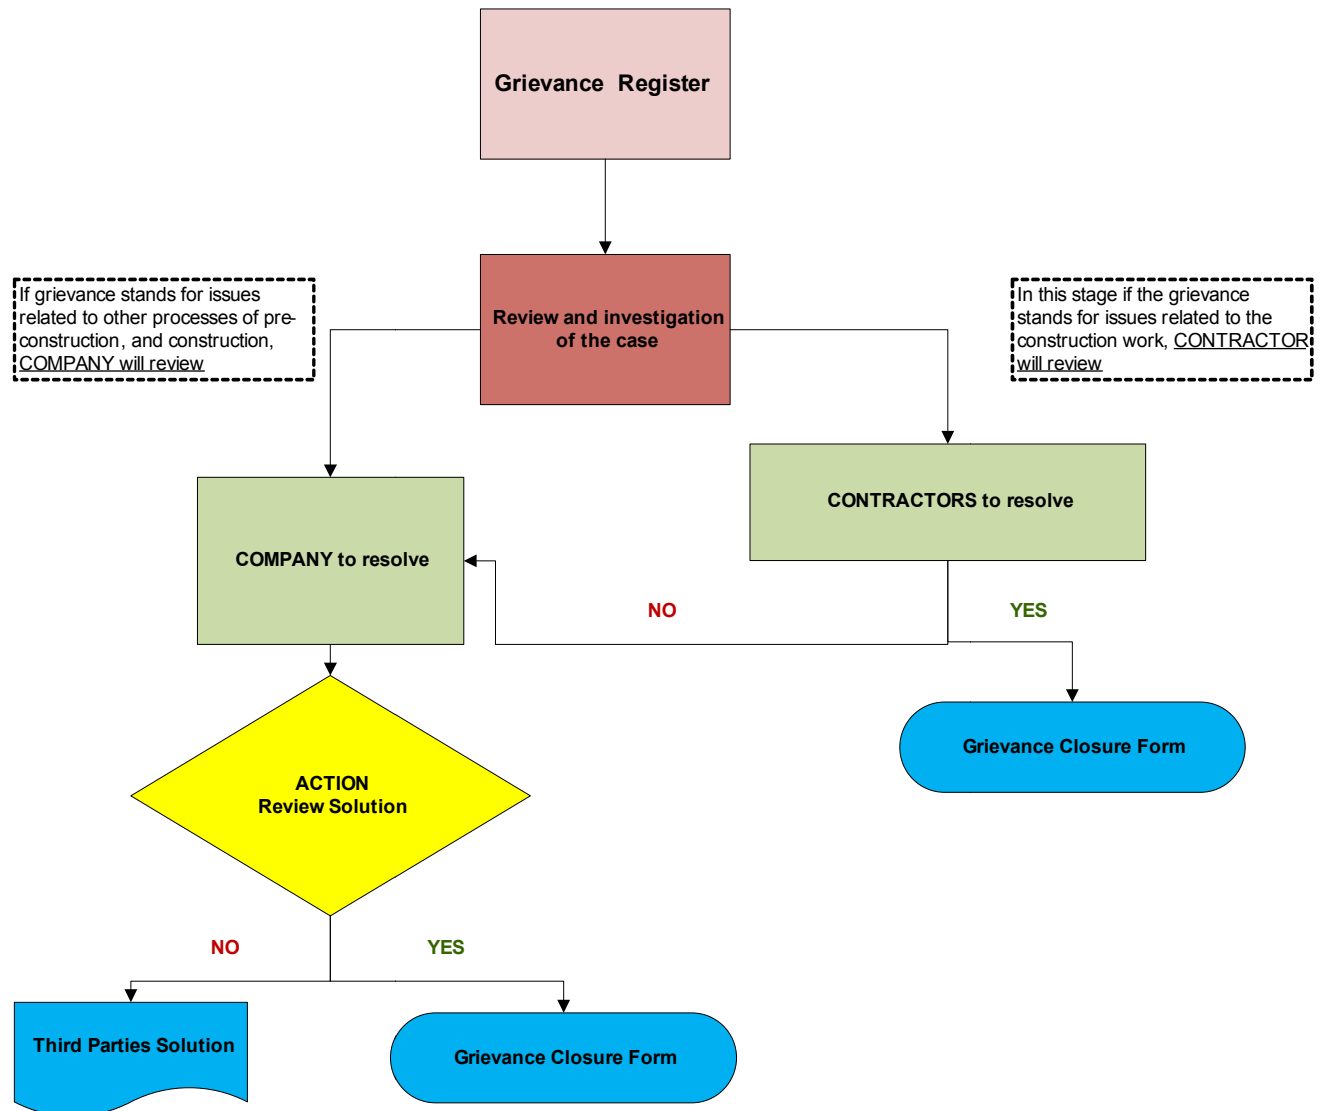 Grievance Register
Review and investigation
of the case
If grievance stands for issues
related to other processes of pre-
construction, and construction,
COMPANY will review
In this stage if the grievance
stands for issues related to the
construction work, CONTRACTOR
will review
CONTRACTORS to resolve
COMPANY to resolve
NO
YES
Grievance Closure Form
ACTION
Review Solution
NO
YES
Third Parties Solution
Grievance Closure Form